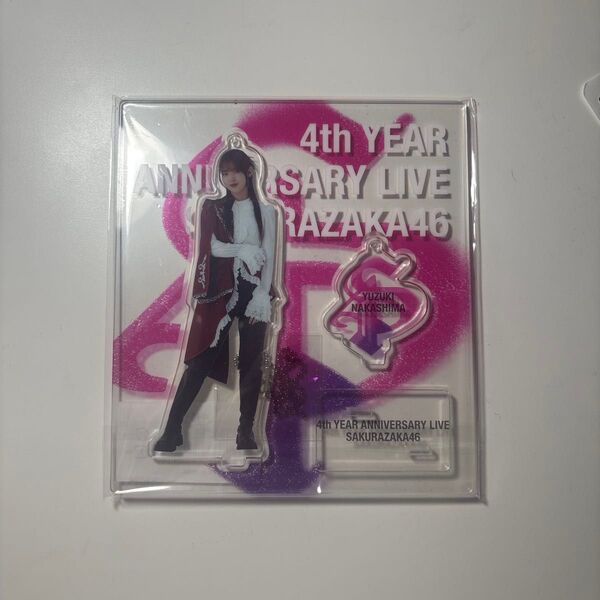 4th YEAR
ANNIVERSARY LIVE
SAKURAZAKA46
YUZUKI
NAKASHIMA
4th YEAR ANNIVERSARY LIVE
SAKURAZAKA46